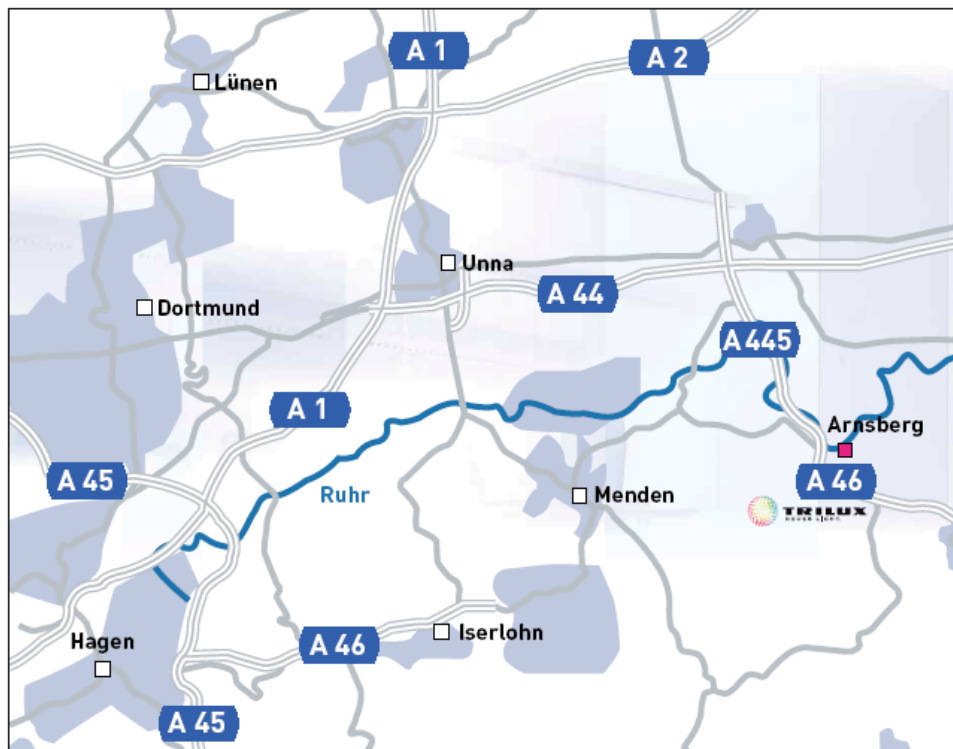 A 1
A 2
Lünen
Unna
A 44
Dortmund
A 445
A 1
Arnsberg
A 45
Ruhr
Menden
A 46
TRILUX
Iserlohn
Hagen
A 46
A 45